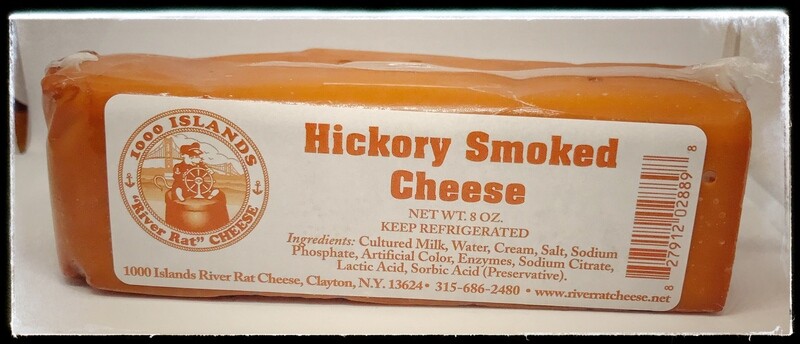 1000 ISLANDS
"River Rat" CHEESE
Hickory Smoked
Cheese
NET WT. 8 OZ.
KEEP REFRIGERATED
Ingredients: Cultured Milk, Water, Cream, Salt, Sodium
Phosphate, Artificial Color, Enzymes, Sodium Citrate,
Lactic Acid, Sorbic Acid (Preservative).
1000 Islands River Rat Cheese, Clayton, N.Y. 13624 • 315-686-2480 • www.riverratcheese.net
8 27912 02889 8